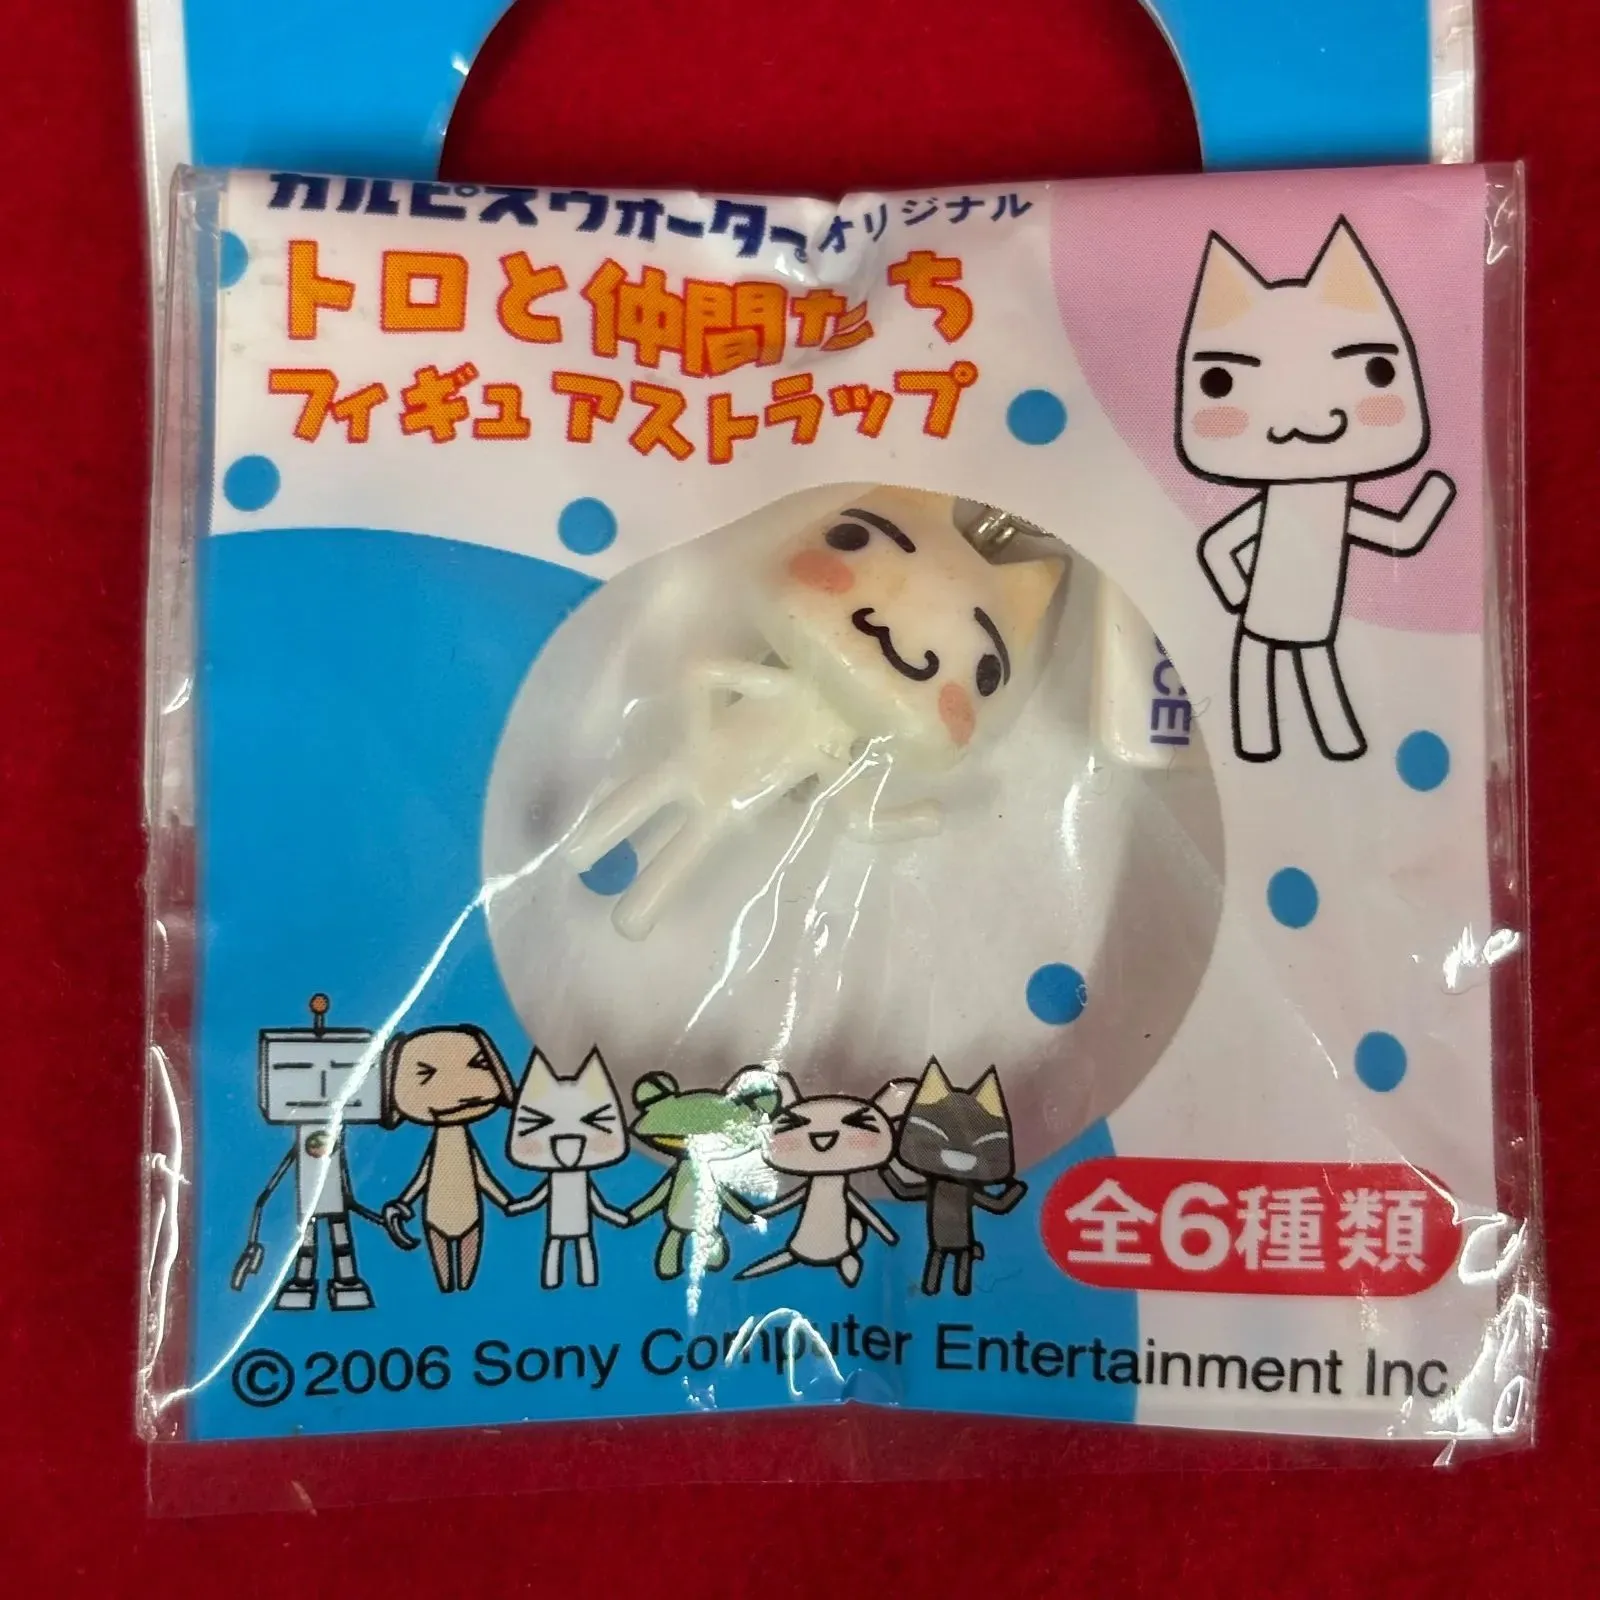 カルピスウォーター オリジナル
トロと仲間たち
フィギュアストラップ
CEI
全6種類
©2006 Sony Computer Entertainment Inc.